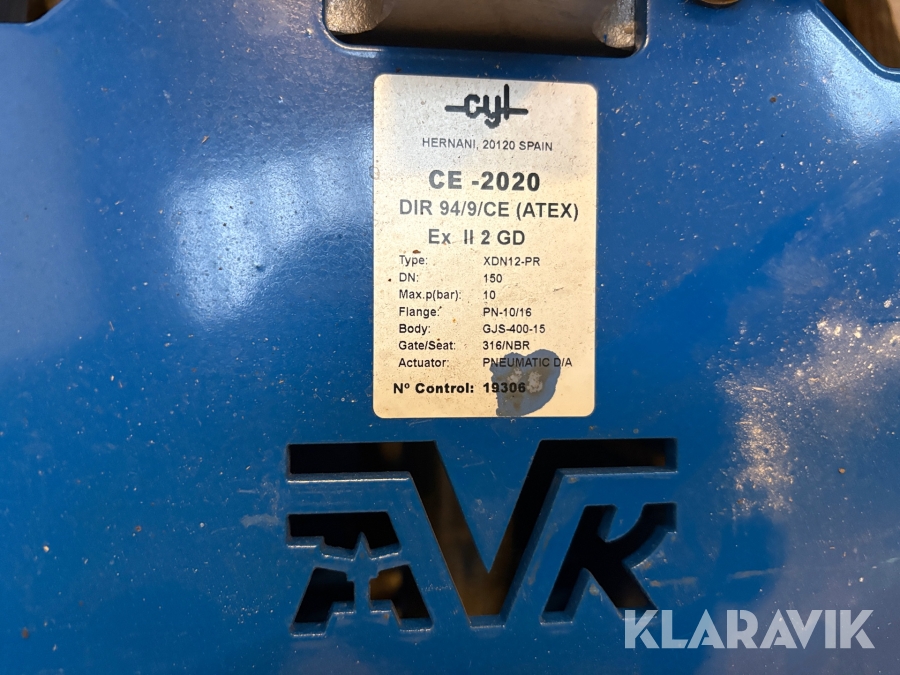 cyl
HERNANI, 20120 SPAIN
CE -2020
DIR 94/9/CE (ATEX)
Ex II 2 GD
Type: XDN12-PR
DN: 150
Max.p(bar): 10
Flange: PN-10/16
Body: GJS-400-15
Gate/Seat: 316/NBR
Actuator: PNEUMATIC D/A
Nº Control: 19306
AVK
KLARAVIK